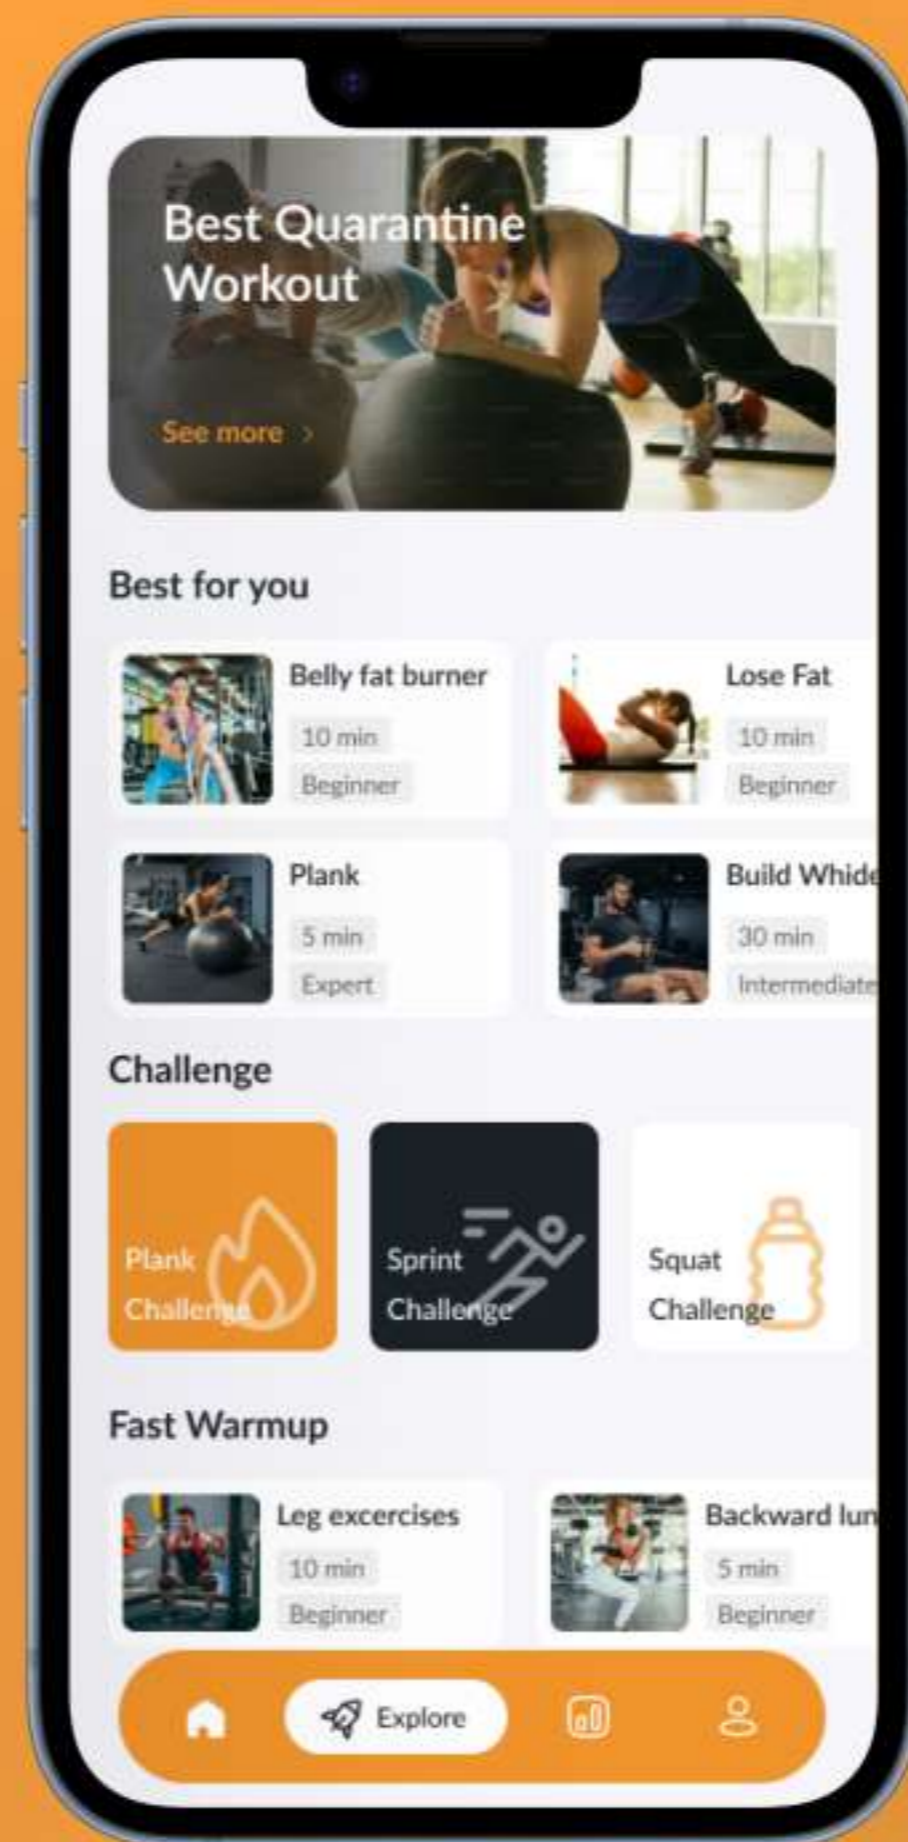 Best Quarantine
Workout
See more >
Best for you
Belly fat burner
10 min
Beginner
Lose Fat
10 min
Beginner
Plank
5 min
Expert
Build Whide
30 min
Intermediate
Challenge
Plank
Challenge
Sprint
Challenge
Squat
Challenge
Fast Warmup
Leg excercises
10 min
Beginner
Backward lun
5 min
Beginner
Explore